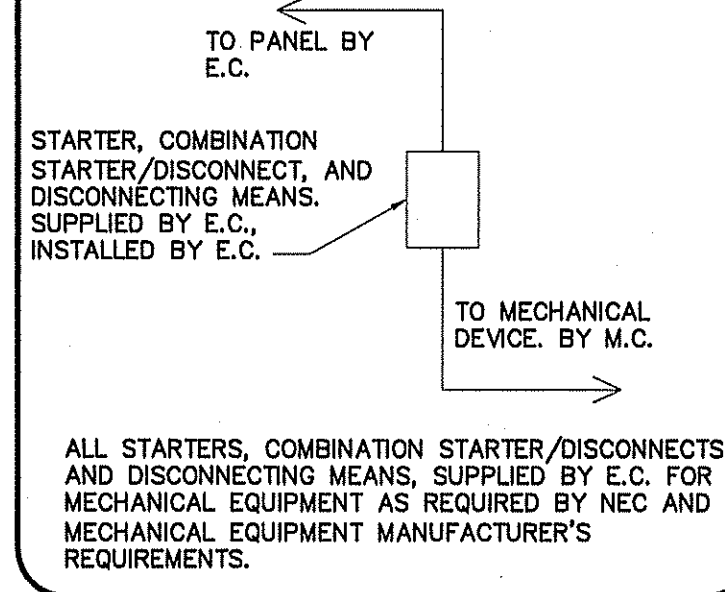 TO PANEL BY
E.C.
STARTER, COMBINATION
STARTER/DISCONNECT, AND
DISCONNECTING MEANS.
SUPPLIED BY E.C.,
INSTALLED BY E.C.
TO MECHANICAL
DEVICE. BY M.C.
ALL STARTERS, COMBINATION STARTER/DISCONNECTS
AND DISCONNECTING MEANS, SUPPLIED BY E.C. FOR
MECHANICAL EQUIPMENT AS REQUIRED BY NEC AND
MECHANICAL EQUIPMENT MANUFACTURER'S
REQUIREMENTS.